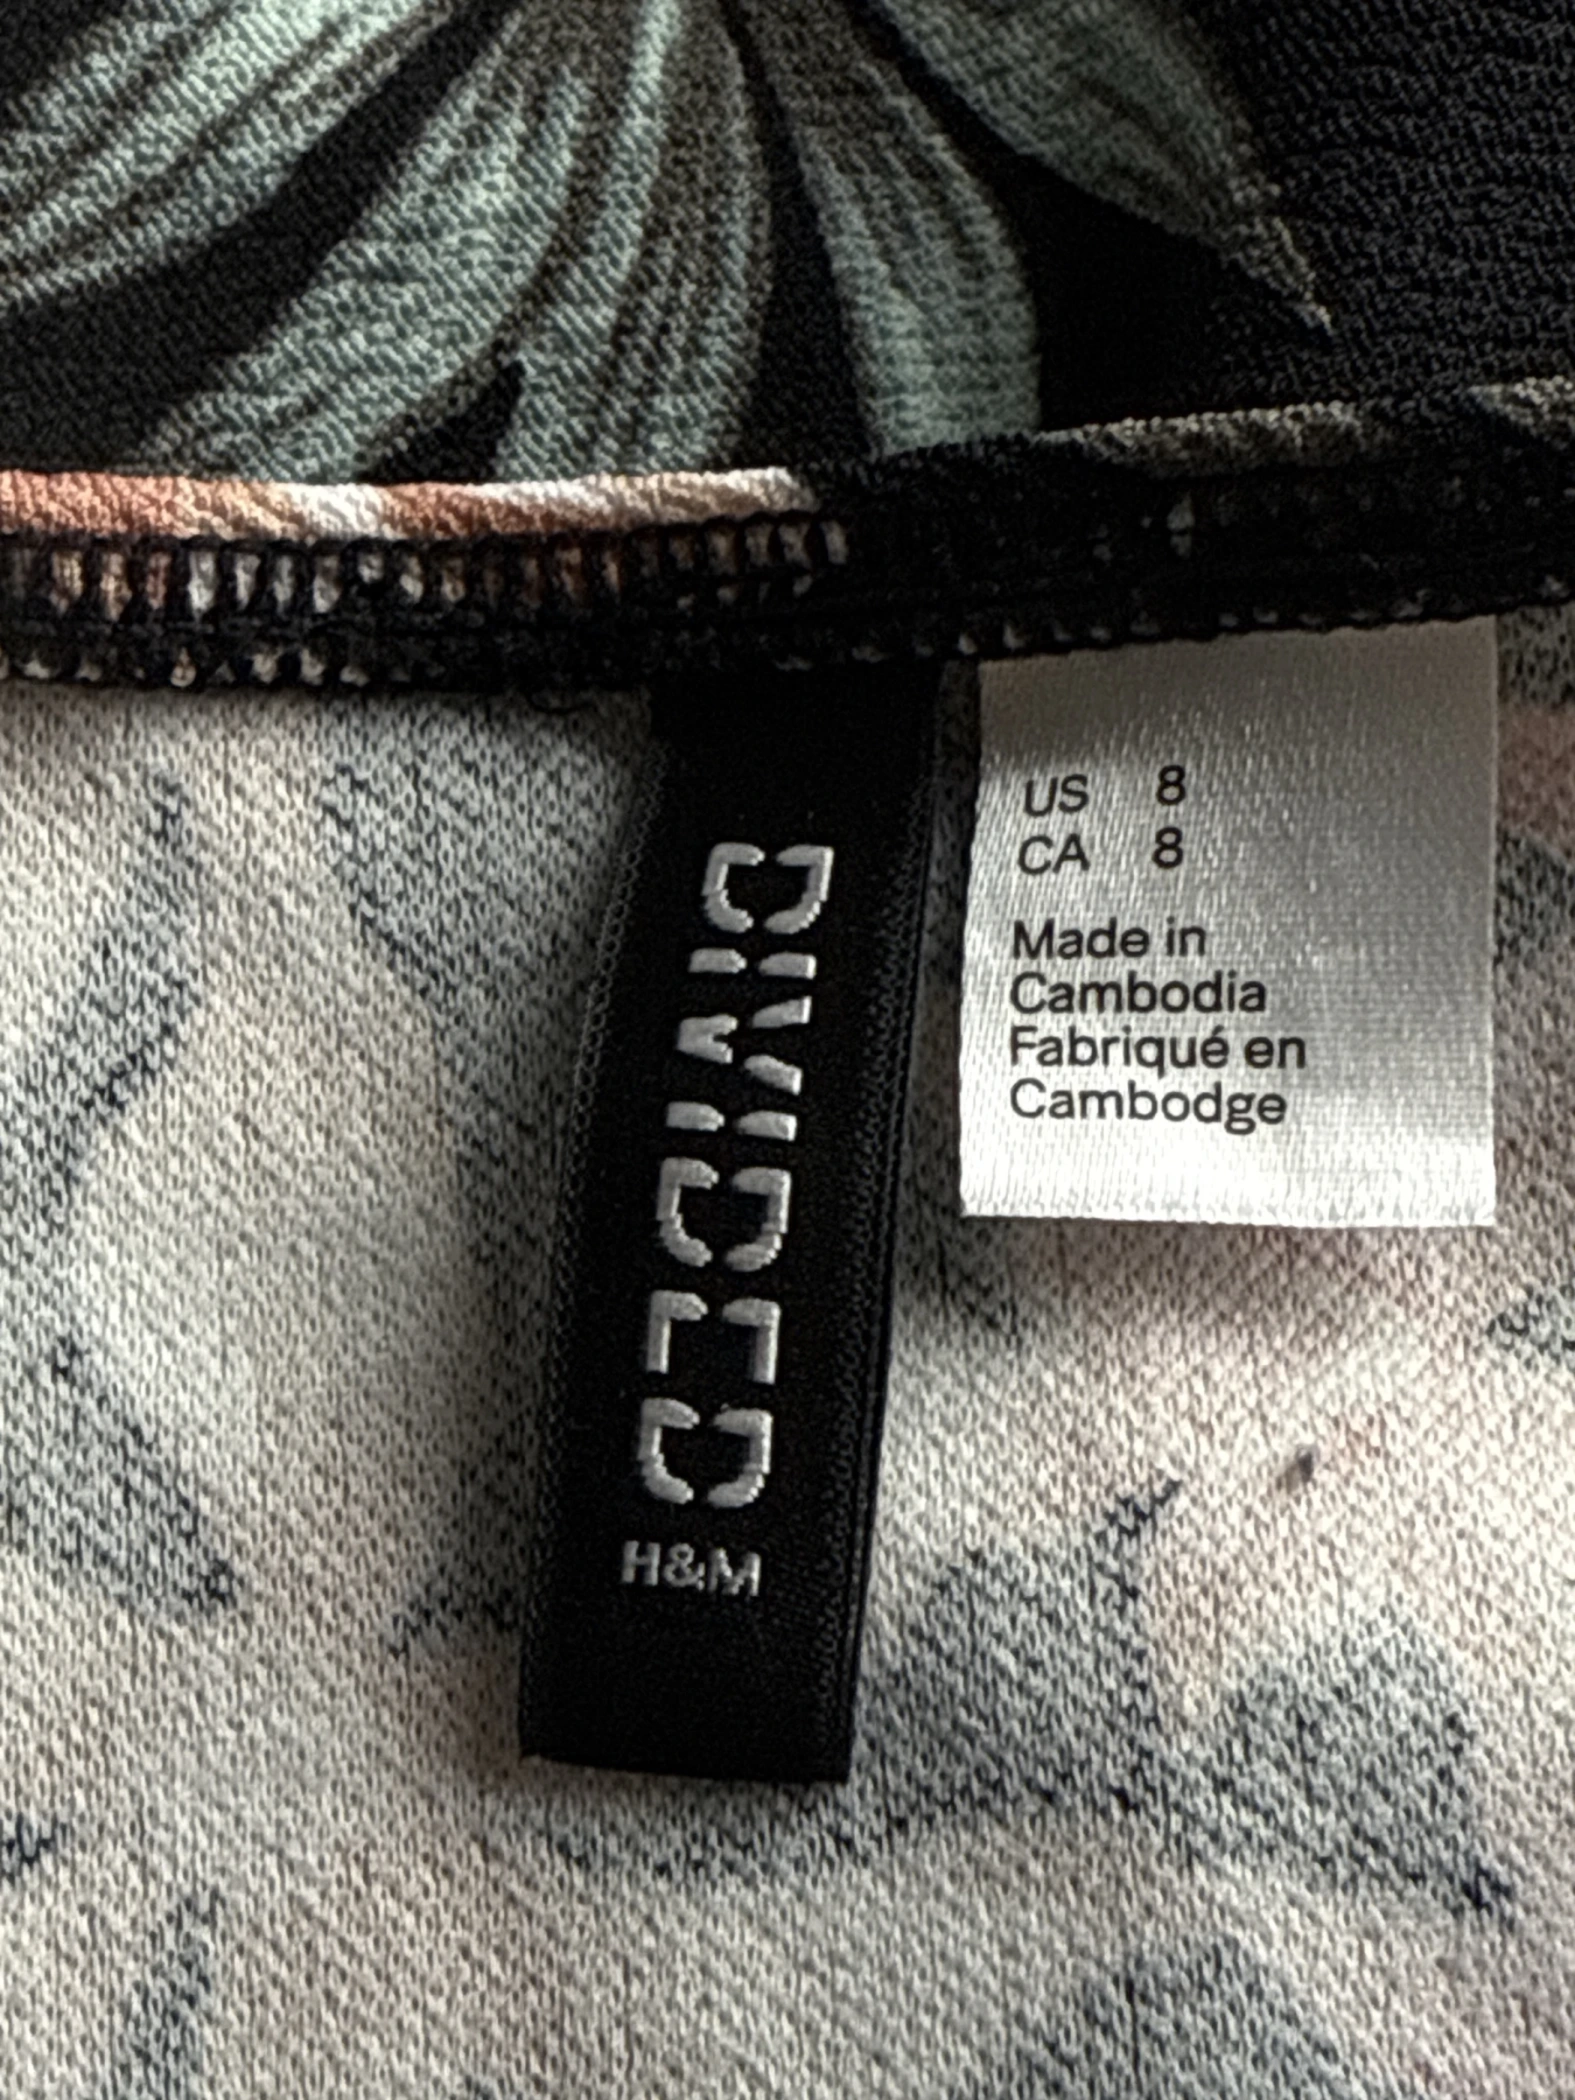 DIVIDED
H&M
US 8
CA 8
Made in
Cambodia
Fabriqué en
Cambodge